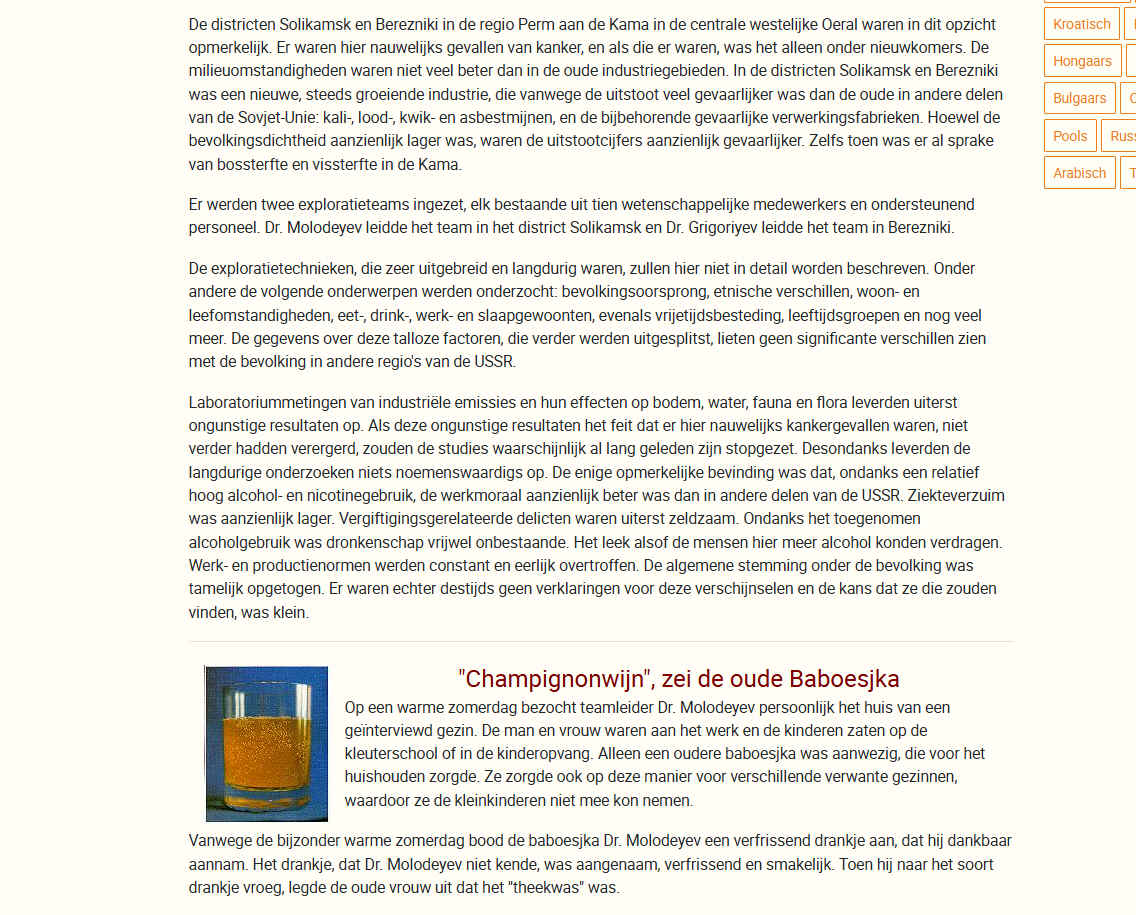 De districten Solikamsk en Berezniki in de regio Perm aan de Kama in de centrale westelijke Oeral waren in dit opzicht
opmerkelijk. Er waren hier nauwelijks gevallen van kanker, en als die er waren, was het alleen onder nieuwkomers. De
milieuomstandigheden waren niet veel beter dan in de oude industriegebieden. In de districten Solikamsk en Berezniki
was een nieuwe, steeds groeiende industrie, die vanwege de uitstoot veel gevaarlijker was dan de oude in andere delen
van de Sovjet-Unie: kali-, lood-, kwik- en asbestmijnen, en de bijbehorende gevaarlijke verwerkingsfabrieken. Hoewel de
bevolkingsdichtheid aanzienlijk lager was, waren de uitstootcijfers aanzienlijk gevaarlijker. Zelfs toen was er al sprake
van bossterfte en vissterfte in de Kama.
Er werden twee exploratieteams ingezet, elk bestaande uit tien wetenschappelijke medewerkers en ondersteunend
personeel. Dr. Molodeyev leidde het team in het district Solikamsk en Dr. Grigoriyev leidde het team in Berezniki.
De exploratietechnieken, die zeer uitgebreid en langdurig waren, zullen hier niet in detail worden beschreven. Onder
andere de volgende onderwerpen werden onderzocht: bevolkingsoorsprong, etnische verschillen, woon- en
leefomstandigheden, eet-, drink-, werk- en slaapgewoonten, evenals vrijetijdsbesteding, leeftijdsgroepen en nog veel
meer. De gegevens over deze talloze factoren, die verder werden uitgesplitst, lieten geen significante verschillen zien
met de bevolking in andere regio's van de USSR.
Laboratoriummetingen van industriële emissies en hun effecten op bodem, water, fauna en flora leverden uiterst
ongunstige resultaten op. Als deze ongunstige resultaten het feit dat er hier nauwelijks kankergevallen waren, niet
verder hadden verergerd, zouden de studies waarschijnlijk al lang geleden zijn stopgezet. Desondanks leverden de
langdurige onderzoeken niets noemenswaardigs op. De enige opmerkelijke bevinding was dat, ondanks een relatief
hoog alcohol- en nicotinegebruik, de werkmoraal aanzienlijk beter was dan in andere delen van de USSR. Ziekteverzuim
was aanzienlijk lager. Vergiftigingsgerelateerde delicten waren uiterst zeldzaam. Ondanks het toegenomen
alcoholgebruik was dronkenschap vrijwel onbestaande. Het leek alsof de mensen hier meer alcohol konden verdragen.
Werk- en productienormen werden constant en eerlijk overtroffen. De algemene stemming onder de bevolking was
tamelijk opgetogen. Er waren echter destijds geen verklaringen voor deze verschijnselen en de kans dat ze die zouden
vinden, was klein.
"Champignonwijn", zei de oude Baboesjka
Op een warme zomerdag bezocht teamleider Dr. Molodeyev persoonlijk het huis van een
geïnterviewd gezin. De man en vrouw waren aan het werk en de kinderen zaten op de
kleuterschool of in de kinderopvang. Alleen een oudere baboesjka was aanwezig, die voor het
huishouden zorgde. Ze zorgde ook op deze manier voor verschillende verwante gezinnen,
waardoor ze de kleinkinderen niet mee kon nemen.
Vanwege de bijzonder warme zomerdag bood de baboesjka Dr. Molodeyev een verfrissend drankje aan, dat hij dankbaar
aannam. Het drankje, dat Dr. Molodeyev niet kende, was aangenaam, verfrissend en smakelijk. Toen hij naar het soort
drankje vroeg, legde de oude vrouw uit dat het "theekwas" was.
Kroatisch
Hongaars
Bulgaars
Pools
Arabisch